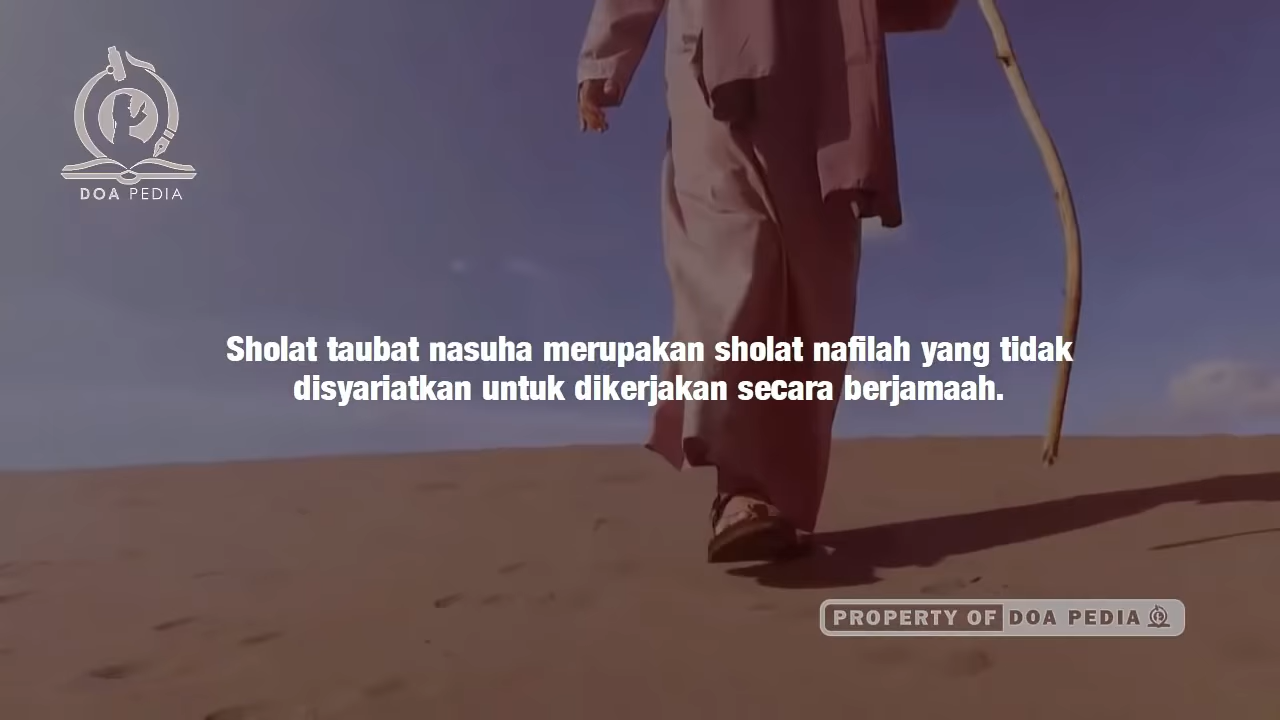 DOA PEDIA
Sholat taubat nasuha merupakan sholat nafilah yang tidak
disyariatkan untuk dikerjakan secara berjamaah.
PROPERTY OF DOA PEDIA